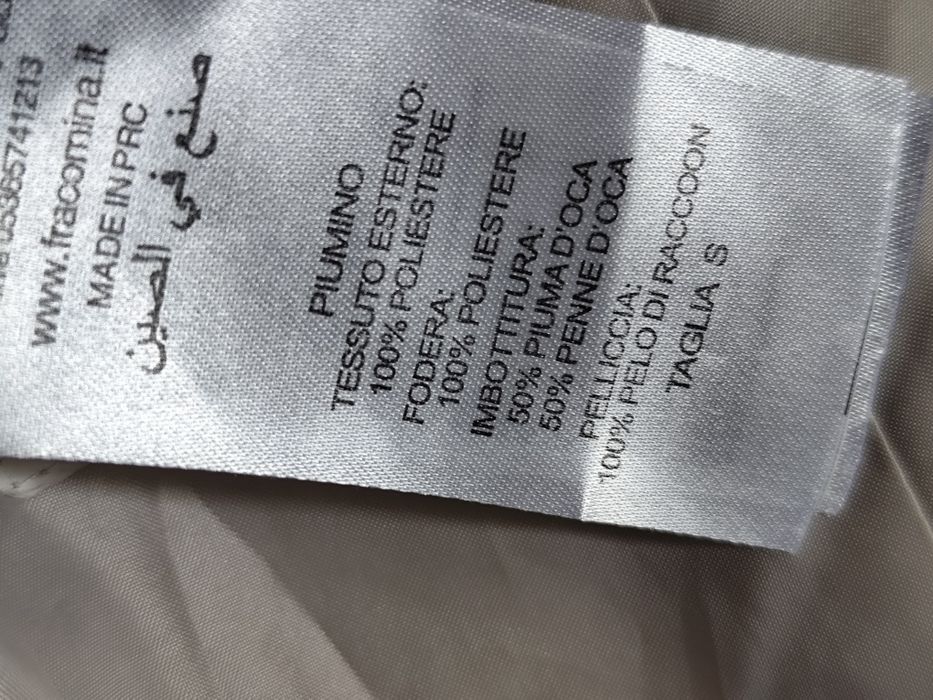 05365741213
www.fracomina.it
MADE IN PRC
صنع في الصين
PIUMINO
TESSUTO ESTERNO:
100% POLIESTERE
FODERA:
100% POLIESTERE
IMBOTTITURA:
50% PIUMA D'OCA
50% PENNE D'OCA
PELLICCIA:
100% PELO DI RACCOON
TAGLIA S